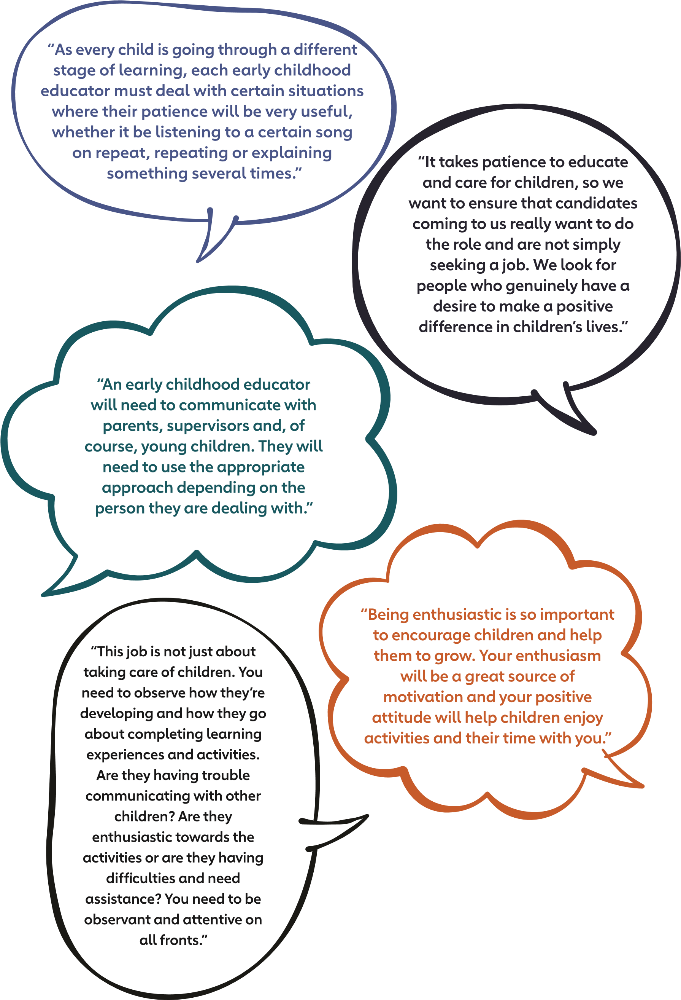 “As every child is going through a different
stage of learning, each early childhood
educator must deal with certain situations
where their patience will be very useful,
whether it be listening to a certain song
on repeat, repeating or explaining
something several times.”
“It takes patience to educate
and care for children, so we
want to ensure that candidates
coming to us really want to do
the role and are not simply
seeking a job. We look for
people who genuinely have a
desire to make a positive
difference in children’s lives.”
“An early childhood educator
will need to communicate with
parents, supervisors and, of
course, young children. They will
need to use the appropriate
approach depending on the
person they are dealing with.”
“Being enthusiastic is so important
to encourage children and help
them to grow. Your enthusiasm
will be a great source of
motivation and your positive
attitude will help children enjoy
activities and their time with you.”
“This job is not just about
taking care of children. You
need to observe how they’re
developing and how they go
about completing learning
experiences and activities.
Are they having trouble
communicating with other
children? Are they
enthusiastic towards the
activities or are they having
difficulties and need
assistance? You need to be
observant and attentive on
all fronts.”